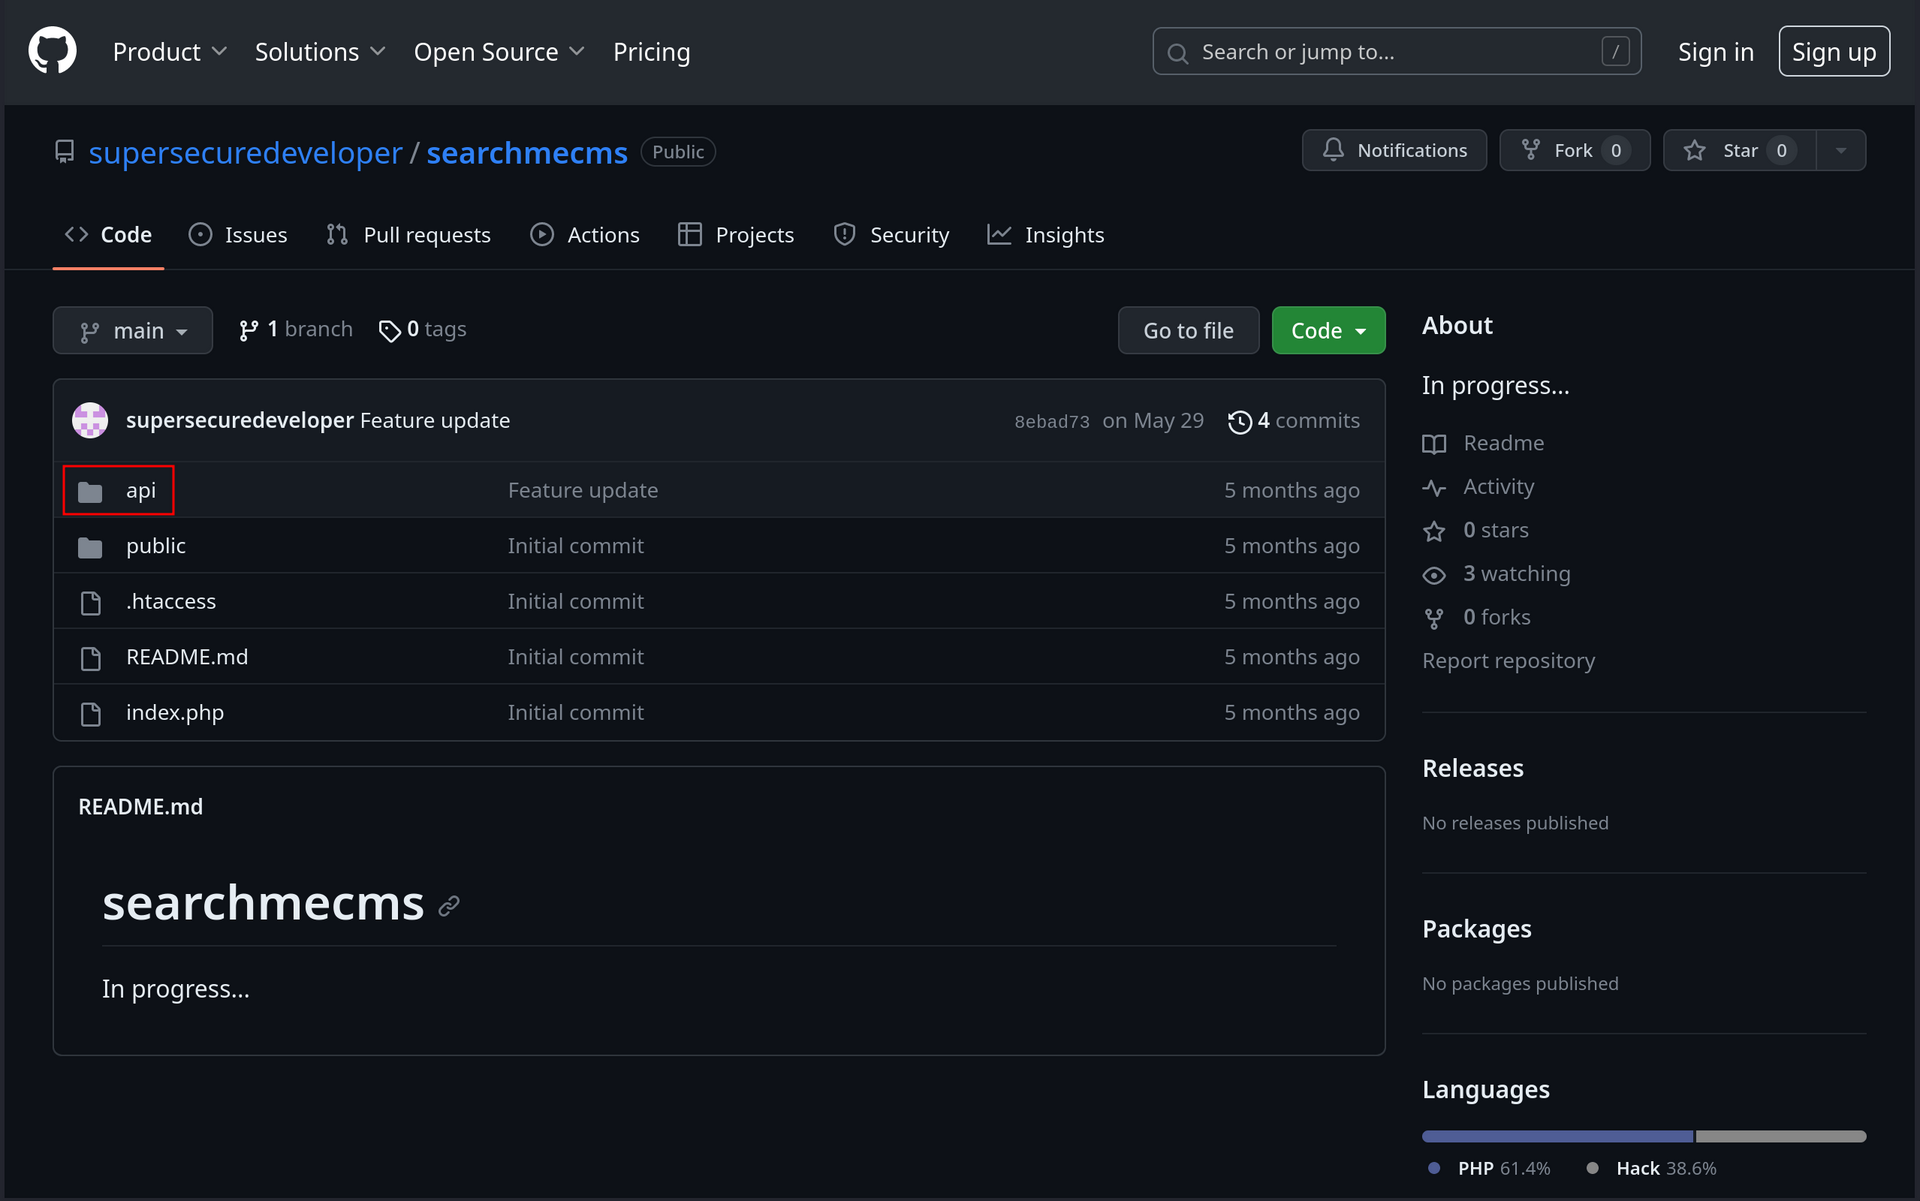 Product Solutions Open Source Pricing Search or jump to... / Sign in Sign up
supersecuredeveloper / searchmecms Public Notifications Fork 0 Star 0
Code Issues Pull requests Actions Projects Security Insights
main 1 branch 0 tags Go to file Code
supersecuredeveloper Feature update 8ebad73 on May 29 4 commits
api Feature update 5 months ago
public Initial commit 5 months ago
.htaccess Initial commit 5 months ago
README.md Initial commit 5 months ago
index.php Initial commit 5 months ago
README.md
searchmecms
In progress...
About
In progress...
Readme
Activity
0 stars
3 watching
0 forks
Report repository
Releases
No releases published
Packages
No packages published
Languages
PHP 61.4% Hack 38.6%